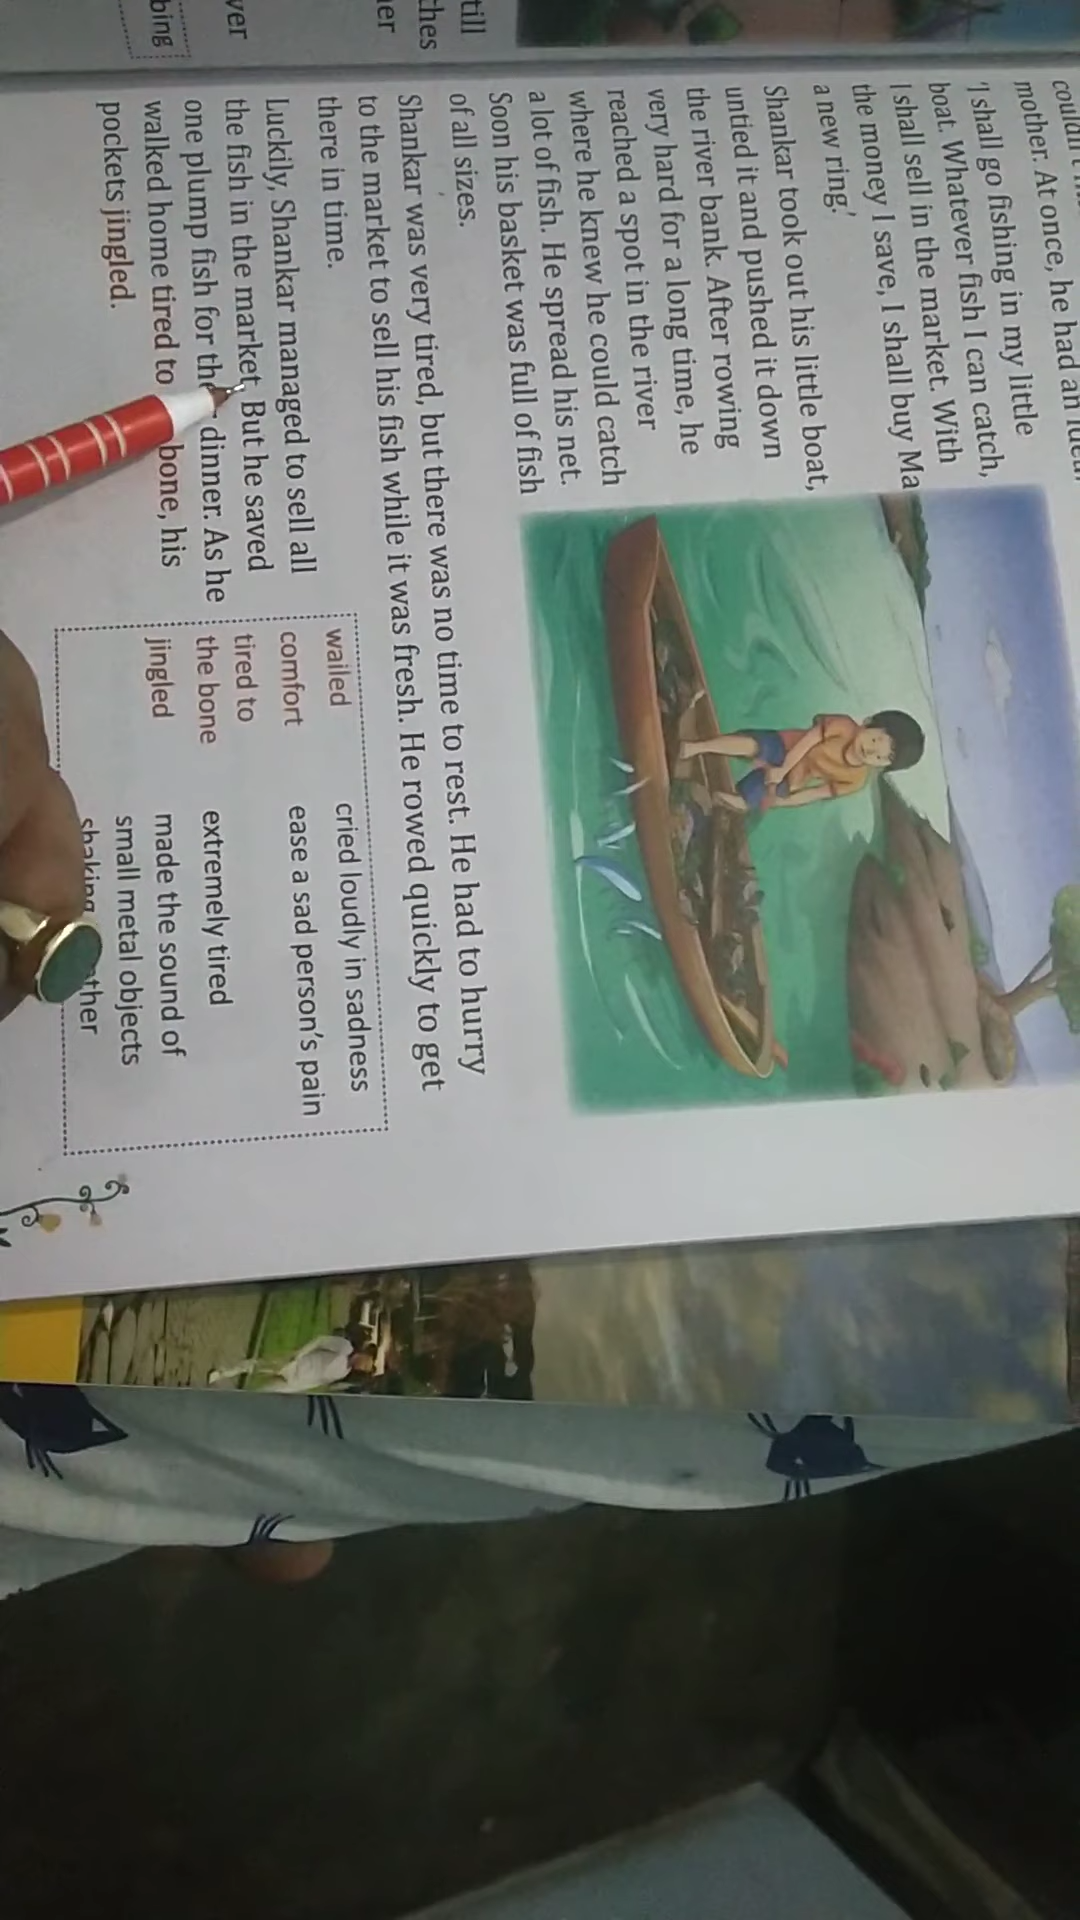 till
ches
ver
bing
mother. At once, he had an
'I shall go fishing in my little
boat. Whatever fish I can catch,
I shall sell in the market. With
the money I save, I shall buy Ma
a new ring.'
Shankar took out his little boat,
untied it and pushed it down
the river bank. After rowing
very hard for a long time, he
reached a spot in the river
where he knew he could catch
a lot of fish. He spread his net.
Soon his basket was full of fish
of all sizes.
Shankar was very tired, but there was no time to rest. He had to hurry
to the market to sell his fish while it was fresh. He rowed quickly to get
there in time.
Luckily, Shankar managed to sell all
the fish in the market. But he saved
one plump fish for dinner. As he
walked home tired to bone, his
pockets jingled.
wailed cried loudly in sadness
comfort ease a sad person's pain
tired to
the bone extremely tired
jingled made the sound of
small metal objects
shaking